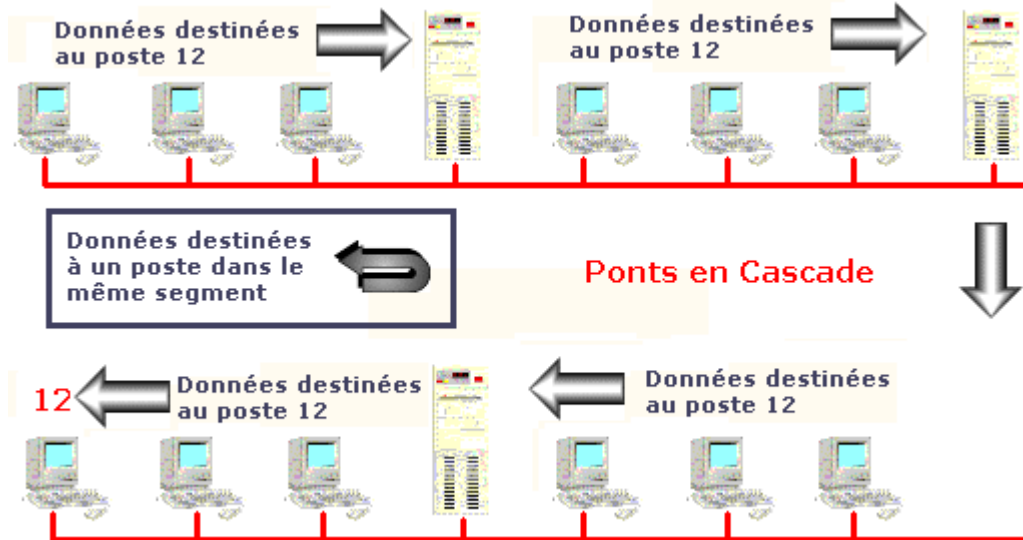 Données destinées
au poste 12
Données destinées
au poste 12
Données destinées
à un poste dans le
même segment
Ponts en Cascade
12
Données destinées
au poste 12
Données destinées
au poste 12